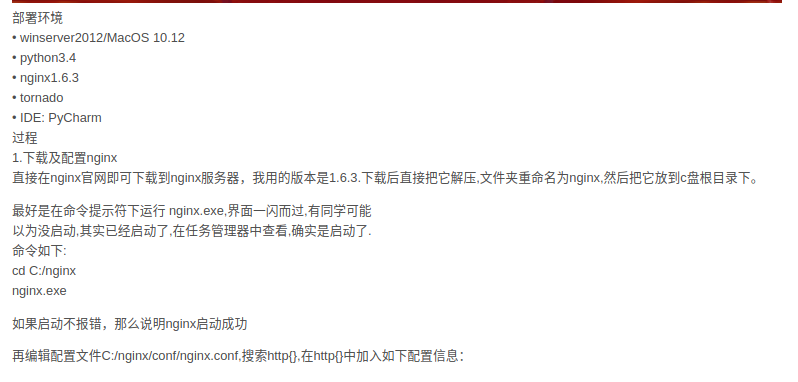 部署环境
• winserver2012/MacOS 10.12
• python3.4
• nginx1.6.3
• tornado
• IDE: PyCharm
过程
1.下载及配置nginx
直接在nginx官网即可下载到nginx服务器，我用的版本是1.6.3.下载后直接把它解压,文件夹重命名为nginx,然后把它放到c盘根目录下。
最好是在命令提示符下运行 nginx.exe,界面一闪而过,有同学可能
以为没启动,其实已经启动了,在任务管理器中查看,确实是启动了.
命令如下:
cd C:/nginx
nginx.exe
如果启动不报错，那么说明nginx启动成功
再编辑配置文件C:/nginx/conf/nginx.conf,搜索http{},在http{}中加入如下配置信息：